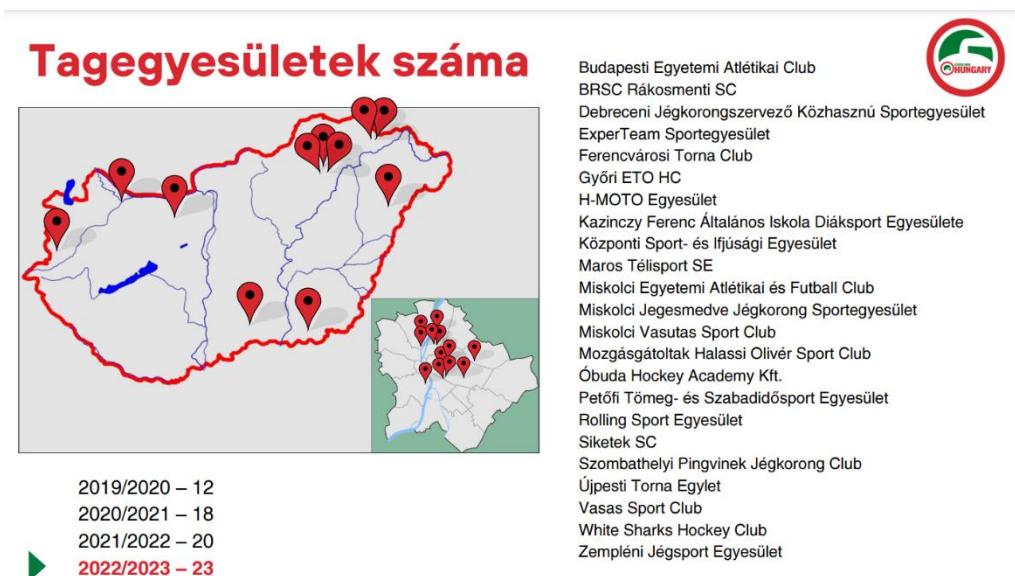 Tagegyesületek száma
HUNGARY
Budapesti Egyetemi Atlétikai Club
BRSC Rákosmenti SC
Debreceni Jégkorongszervező Közhasznú Sportegyesület
ExperTeam Sportegyesület
Ferencvárosi Torna Club
Győri ETO HC
H-MOTO Egyesület
Kazinczy Ferenc Általános Iskola Diáksport Egyesülete
Központi Sport- és Ifjúsági Egyesület
Maros Télisport SE
Miskolci Egyetemi Atlétikai és Futball Club
Miskolci Jegesmedve Jégkorong Sportegyesület
Miskolci Vasutas Sport Club
Mozgásgátoltak Halassi Olivér Sport Club
Óbuda Hockey Academy Kft.
Petőfi Tömeg- és Szabadidősport Egyesület
Rolling Sport Egyesület
Siketek SC
Szombathelyi Pingvinek Jégkorong Club
Újpesti Torna Egylet
Vasas Sport Club
White Sharks Hockey Club
Zempléni Jégsport Egyesület
2019/2020 – 12
2020/2021 – 18
2021/2022 – 20
2022/2023 – 23